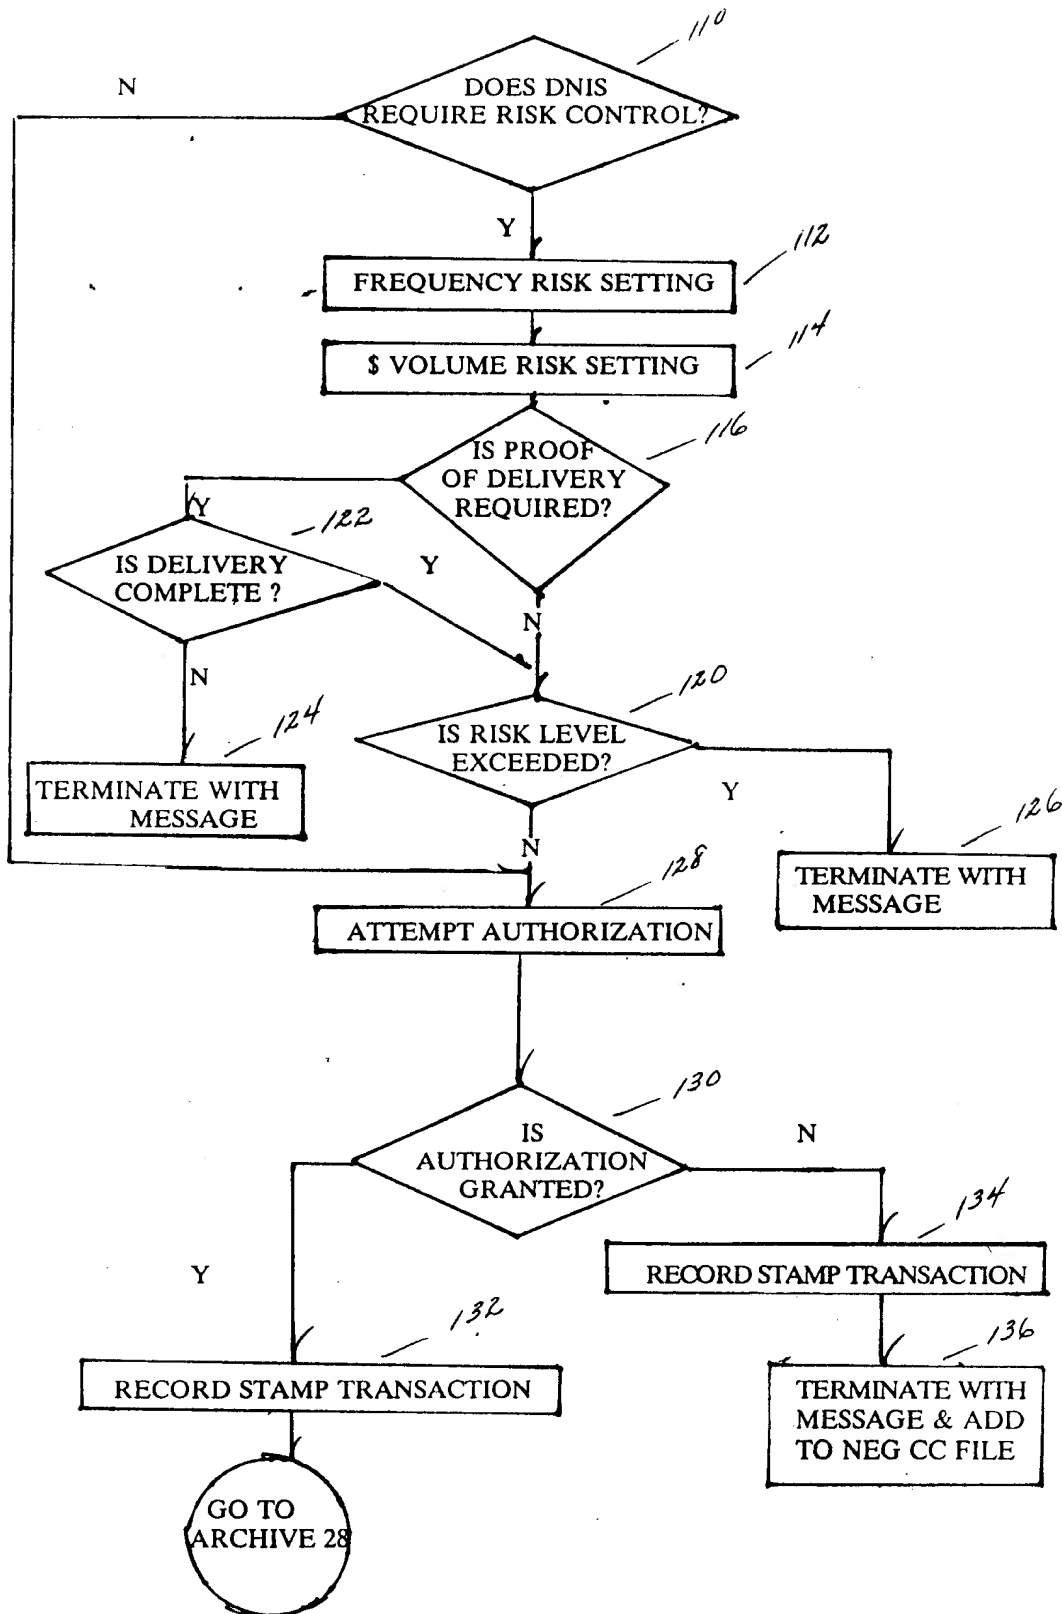 110
N
DOES DNIS
REQUIRE RISK CONTROL?
Y
112
FREQUENCY RISK SETTING
114
$ VOLUME RISK SETTING
116
IS PROOF
OF DELIVERY
REQUIRED?
Y
122
IS DELIVERY
COMPLETE ?
Y
N
N
120
IS RISK LEVEL
EXCEEDED?
124
TERMINATE WITH
MESSAGE
Y
N
126
TERMINATE WITH
MESSAGE
128
ATTEMPT AUTHORIZATION
130
IS
AUTHORIZATION
GRANTED?
N
134
RECORD STAMP TRANSACTION
Y
132
RECORD STAMP TRANSACTION
136
TERMINATE WITH
MESSAGE & ADD
TO NEG CC FILE
GO TO
ARCHIVE 28